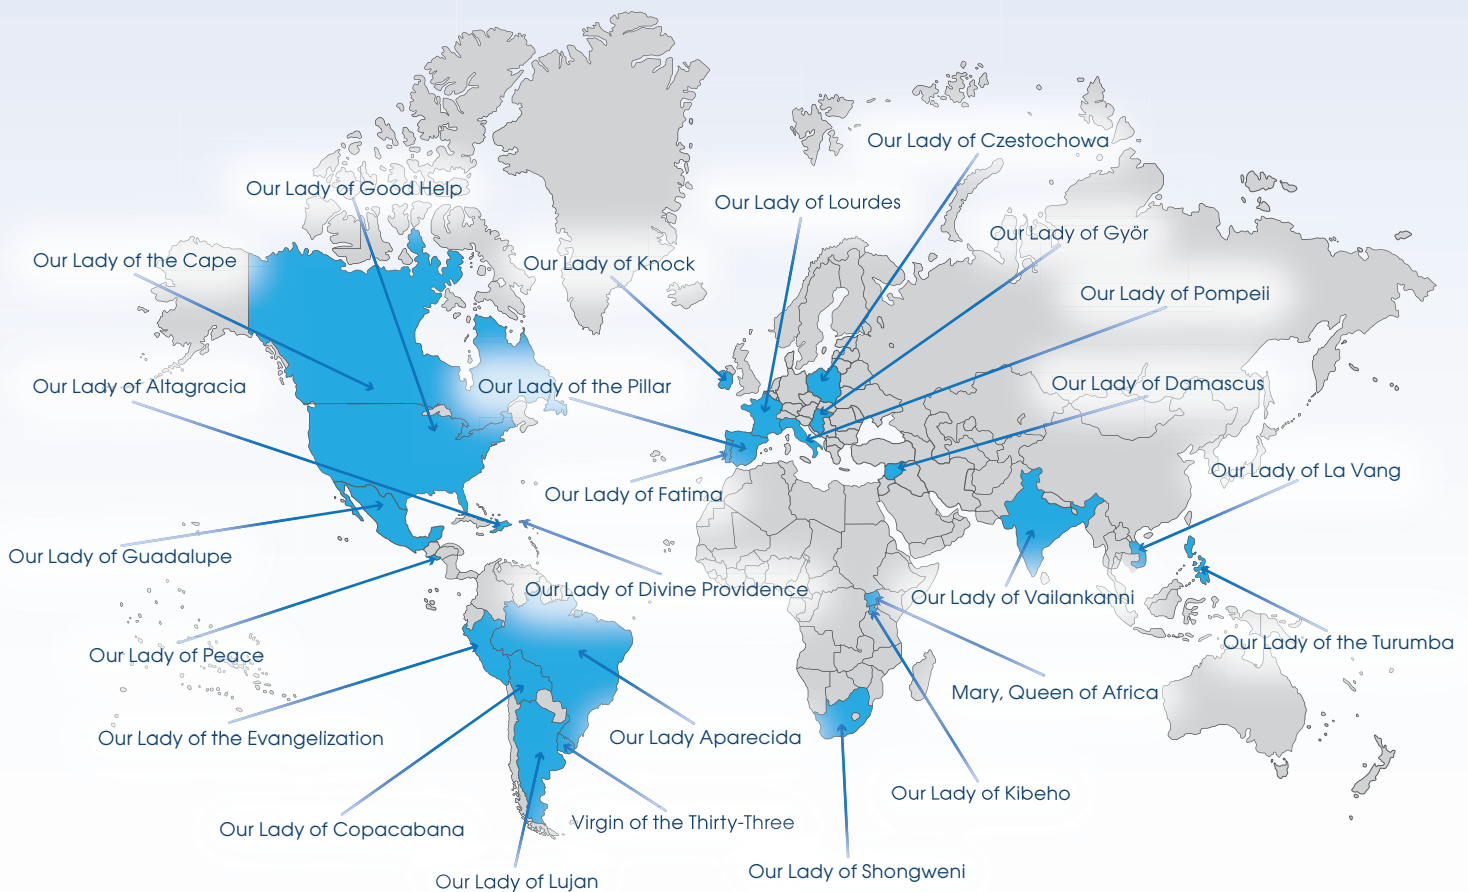 Our Lady of Czestochowa
Our Lady of Good Help
Our Lady of Lourdes
Our Lady of Györ
Our Lady of the Cape
Our Lady of Knock
Our Lady of Pompeii
Our Lady of Altagracia
Our Lady of the Pillar
Our Lady of Damascus
Our Lady of La Vang
Our Lady of Fatima
Our Lady of Guadalupe
Our Lady of Divine Providence
Our Lady of Vailankanni
Our Lady of the Turumba
Our Lady of Peace
Mary, Queen of Africa
Our Lady of the Evangelization
Our Lady Aparecida
Our Lady of Kibeho
Our Lady of Copacabana
Virgin of the Thirty-Three
Our Lady of Shongweni
Our Lady of Lujan